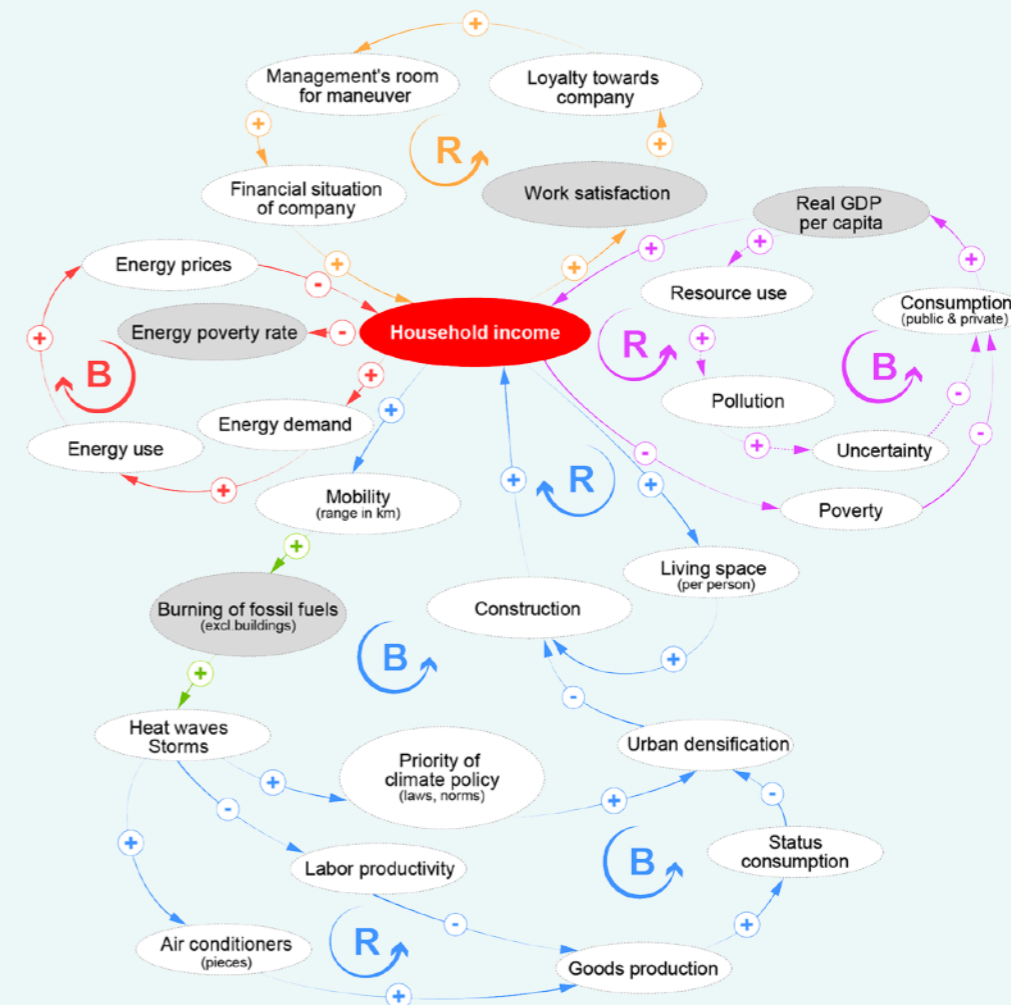 +
Management's room
for maneuver
Loyalty towards
company
+
R
+
Financial situation
of company
Work satisfaction
Real GDP
per capita
+
+
Energy prices
+
+
+
-
Resource use
Consumption
(public & private)
Energy poverty rate
-
Household income
+
R
+
B
B
+
Pollution
-
+
Energy demand
-
Energy use
+
Uncertainty
-
+
R
+
+
Mobility
(range in km)
Poverty
+
Living space
(per person)
Burning of fossil fuels
(excl.buildings)
Construction
B
+
+
-
Heat waves
Storms
Priority of
climate policy
(laws, norms)
Urban densification
+
-
+
-
+
Labor productivity
B
Status
consumption
-
+
R
Air conditioners
(pieces)
Goods production
+